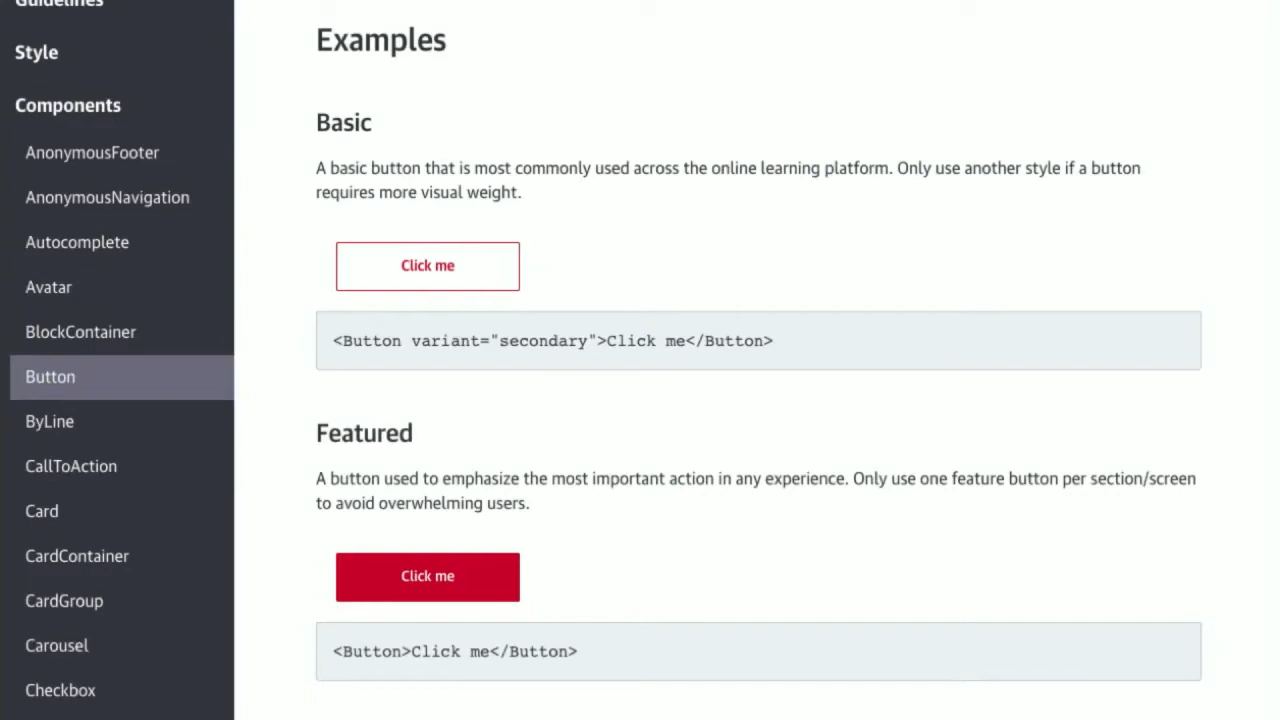 Guidelines
Style
Components
AnonymousFooter
AnonymousNavigation
Autocomplete
Avatar
BlockContainer
Button
ByLine
CallToAction
Card
CardContainer
CardGroup
Carousel
Checkbox
Examples
Basic
A basic button that is most commonly used across the online learning platform. Only use another style if a button
requires more visual weight.
Click me
<Button variant="secondary">Click me</Button>
Featured
A button used to emphasize the most important action in any experience. Only use one feature button per section/screen
to avoid overwhelming users.
Click me
<Button>Click me</Button>